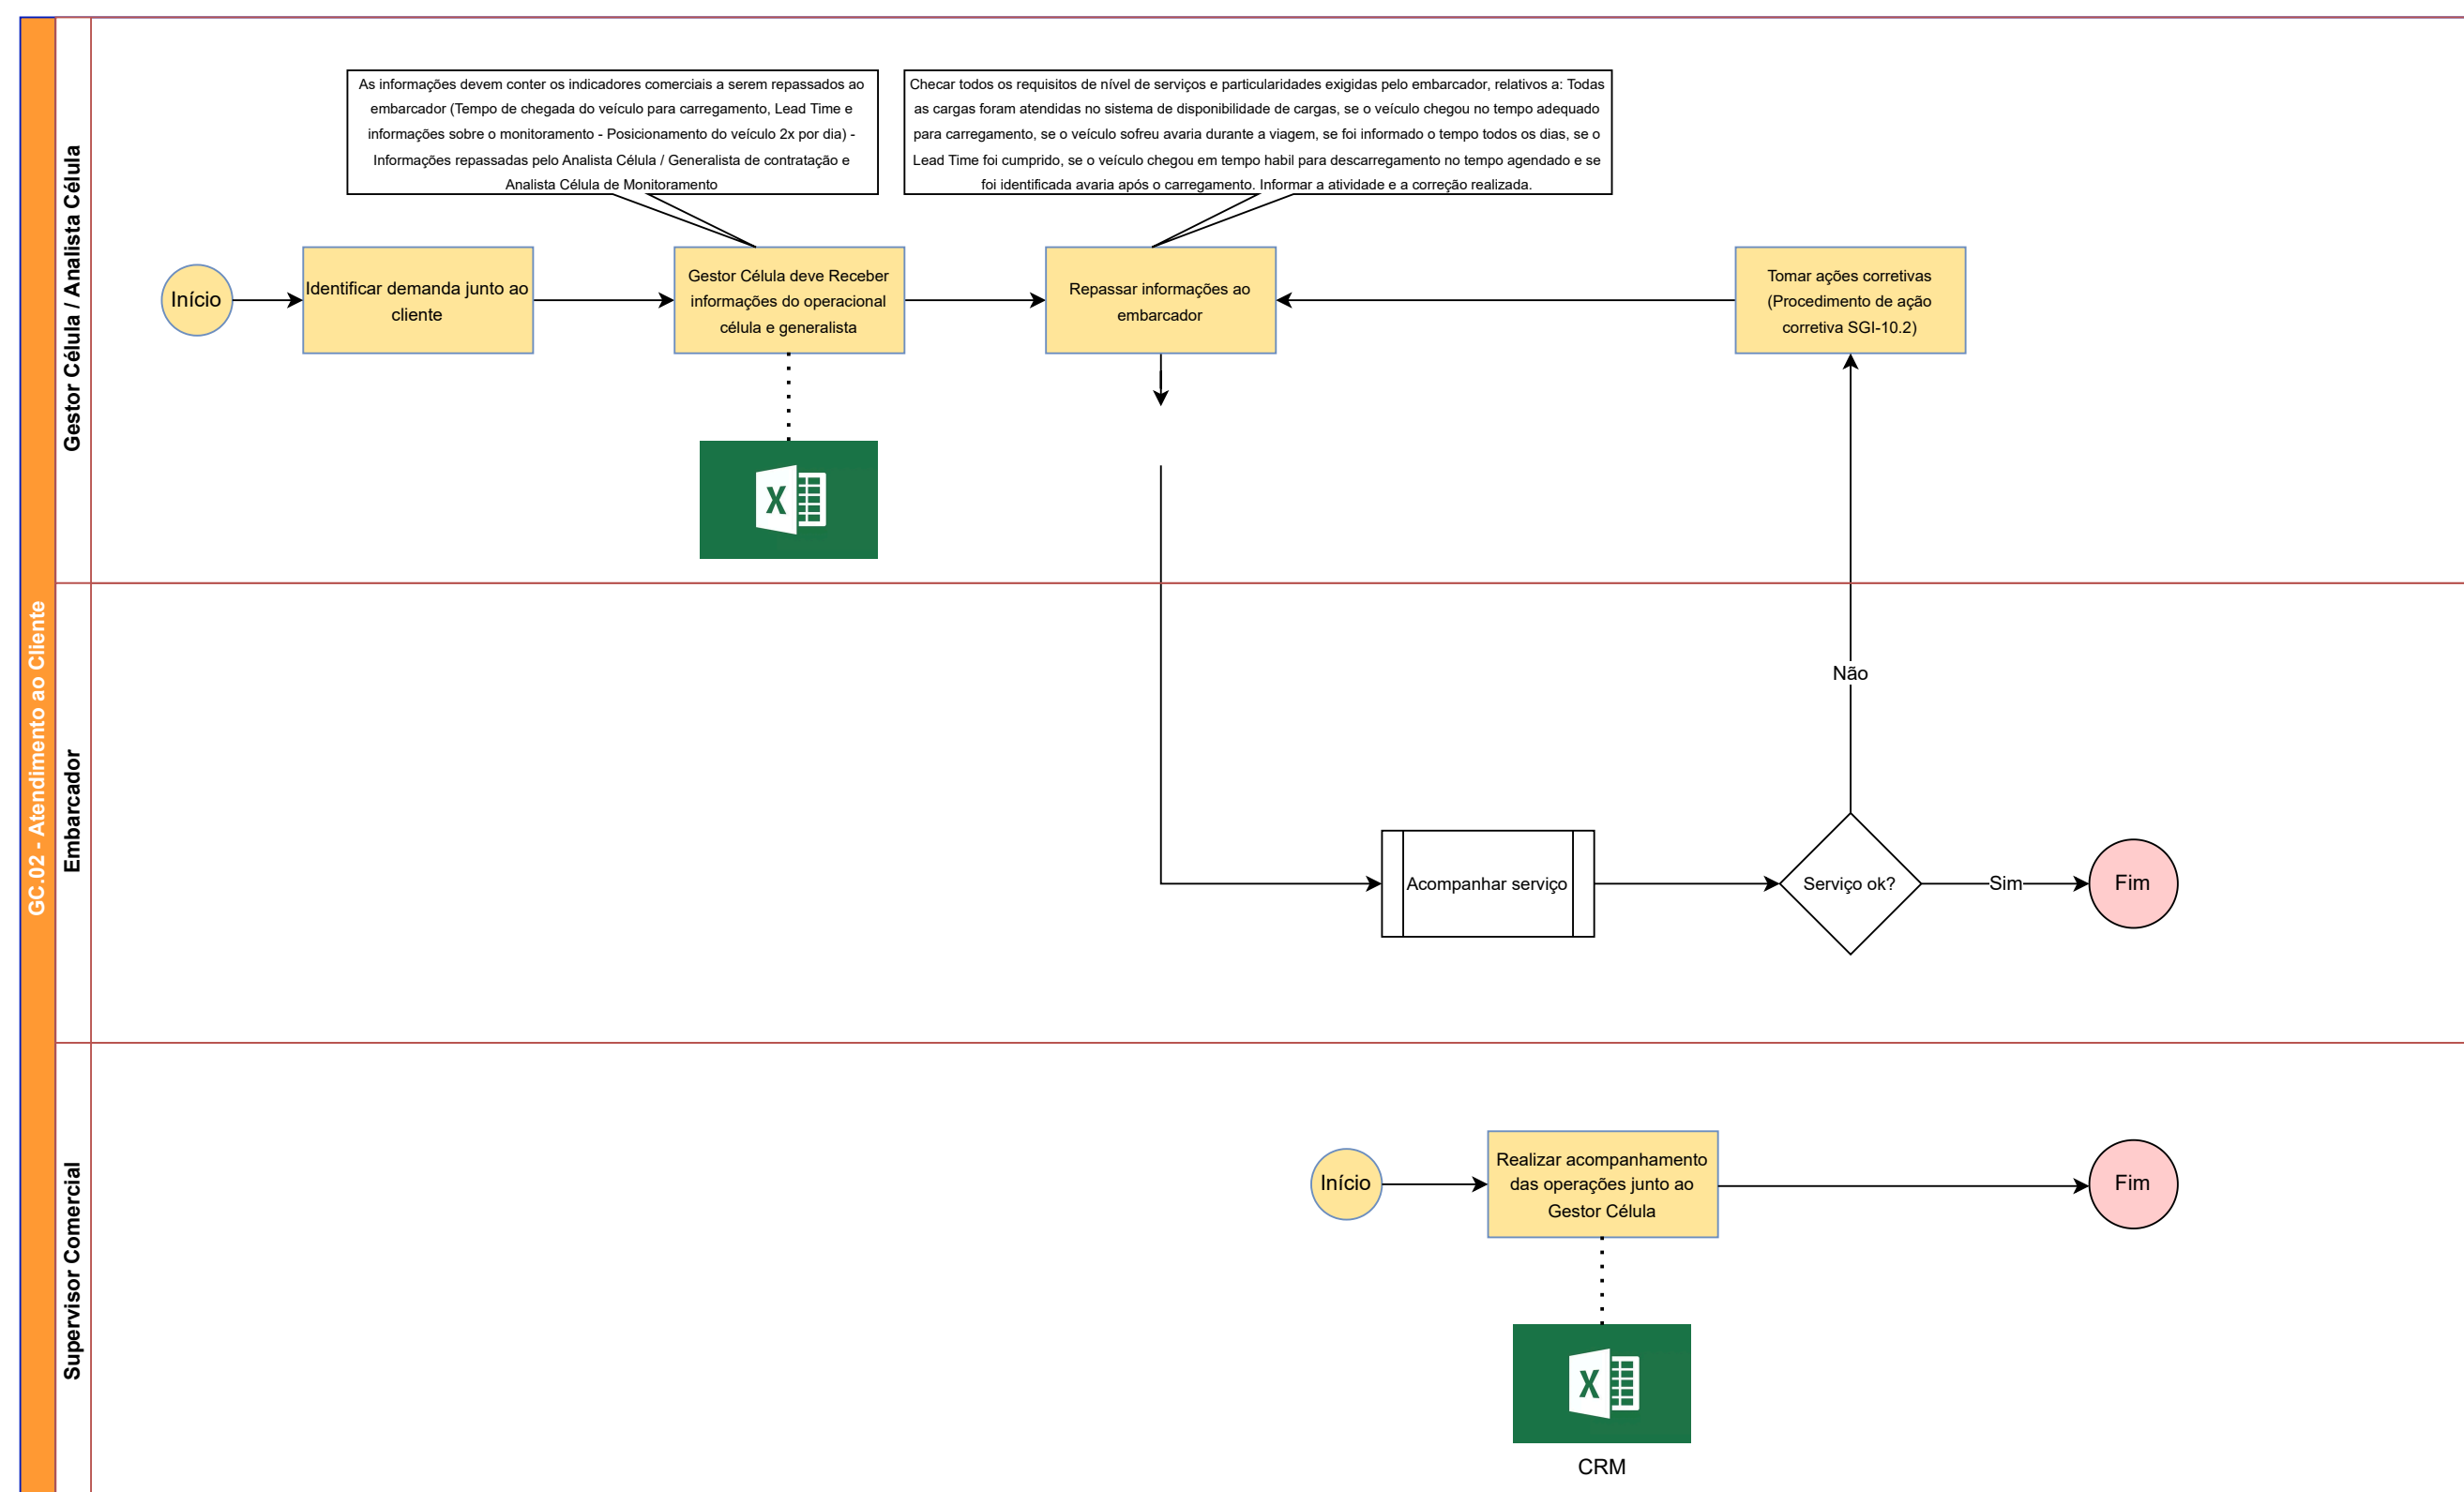 GC.02 - Atendimento ao Cliente
Gestor Célula / Analista Célula
As informações devem conter os indicadores comerciais a serem repassados ao
embarcador (Tempo de chegada do veículo para carregamento, Lead Time e
informações sobre o monitoramento - Posicionamento do veículo 2x por dia) -
Informações repassadas pelo Analista Célula / Generalista de contratação e
Analista Célula de Monitoramento
Checar todos os requisitos de nível de serviços e particularidades exigidas pelo embarcador, relativos a: Todas
as cargas foram atendidas no sistema de disponibilidade de cargas, se o veículo chegou no tempo adequado
para carregamento, se o veículo sofreu avaria durante a viagem, se foi informado o tempo todos os dias, se o
Lead Time foi cumprido, se o veículo chegou em tempo habil para descarregamento no tempo agendado e se
foi identificada avaria após o carregamento. Informar a atividade e a correção realizada.
Início
Identificar demanda junto ao
cliente
Gestor Célula deve Receber
informações do operacional
célula e generalista
Repassar informações ao
embarcador
Tomar ações corretivas
(Procedimento de ação
corretiva SGI-10.2)
X
Embarcador
Não
Acompanhar serviço
Serviço ok?
Sim
Fim
Supervisor Comercial
Início
Realizar acompanhamento
das operações junto ao
Gestor Célula
Fim
X
CRM